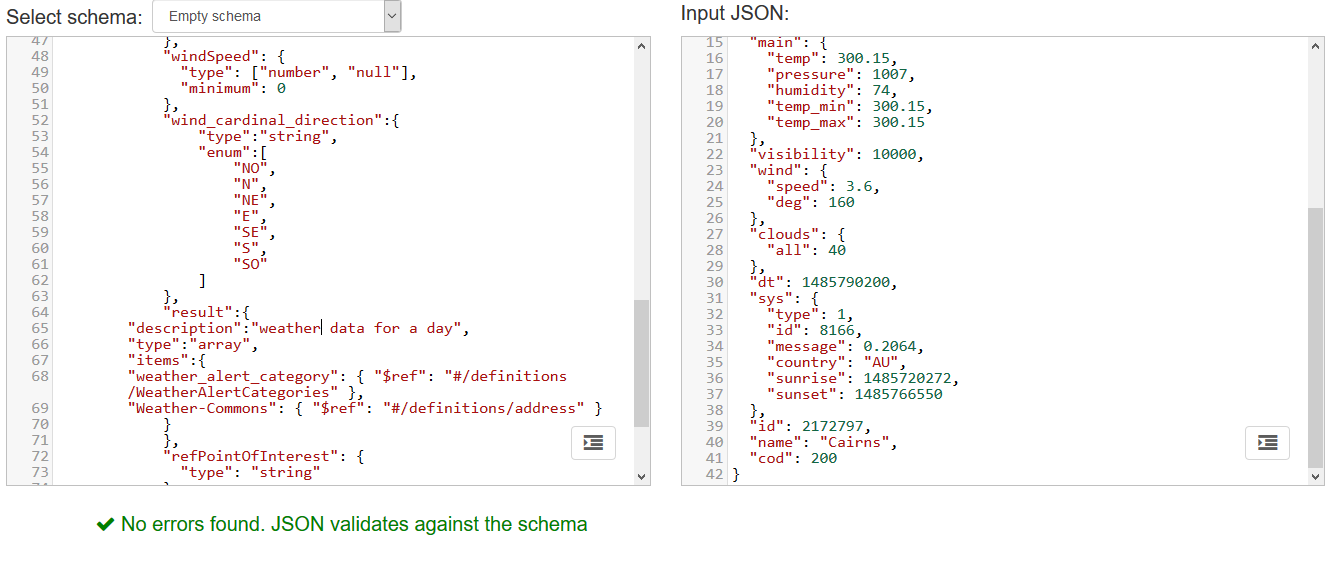 Select schema: Empty schema
47 },
48 "windSpeed": {
49 "type": ["number", "null"],
50 "minimum": 0
51 },
52 "wind_cardinal_direction":{
53 "type":"string",
54 "enum":[
55 "NO",
56 "N",
57 "NE",
58 "E",
59 "SE",
60 "S",
61 "SO"
62 ]
63 },
64 "result":{
65 "description":"weather data for a day",
66 "type":"array",
67 "items":{
68 "weather_alert_category": { "$ref": "#/definitions
/WeatherAlertCategories" },
69 "Weather-Commons": { "$ref": "#/definitions/address" }
70 }
71 },
72 "refPointOfInterest": {
73 "type": "string"
74 }
Input JSON:
15 "main": {
16 "temp": 300.15,
17 "pressure": 1007,
18 "humidity": 74,
19 "temp_min": 300.15,
20 "temp_max": 300.15
21 },
22 "visibility": 10000,
23 "wind": {
24 "speed": 3.6,
25 "deg": 160
26 },
27 "clouds": {
28 "all": 40
29 },
30 "dt": 1485790200,
31 "sys": {
32 "type": 1,
33 "id": 8166,
34 "message": 0.2064,
35 "country": "AU",
36 "sunrise": 1485720272,
37 "sunset": 1485766550
38 },
39 "id": 2172797,
40 "name": "Cairns",
41 "cod": 200
42 }
No errors found. JSON validates against the schema